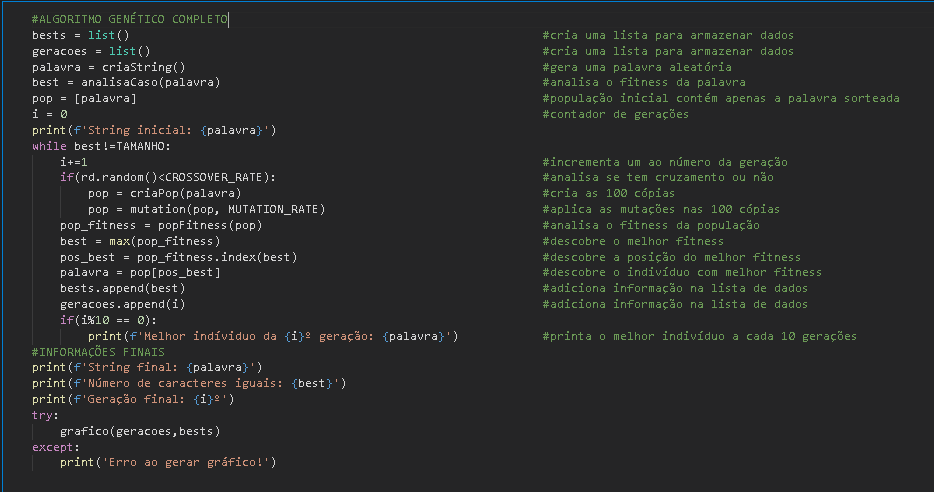 #ALGORITMO GENÉTICO COMPLETO
bests = list() #cria uma lista para armazenar dados
geracoes = list() #cria uma lista para armazenar dados
palavra = criaString() #gera uma palavra aleatória
best = analisaCaso(palavra) #analisa o fitness da palavra
pop = [palavra] #população inicial contém apenas a palavra sorteada
i = 0 #contador de gerações
print(f'String inicial: {palavra}')
while best!=TAMANHO:
    i+=1 #incrementa um ao número da geração
    if(rd.random()<CROSSOVER_RATE): #analisa se tem cruzamento ou não
        pop = criaPop(palavra) #cria as 100 cópias
        pop = mutation(pop, MUTATION_RATE) #aplica as mutações nas 100 cópias
    pop_fitness = popFitness(pop) #analisa o fitness da população
    best = max(pop_fitness) #descobre o melhor fitness
    pos_best = pop_fitness.index(best) #descobre a posição do melhor fitness
    palavra = pop[pos_best] #descobre o indivíduo com melhor fitness
    bests.append(best) #adiciona informação na lista de dados
    geracoes.append(i) #adiciona informação na lista de dados
    if(i%10 == 0):
        print(f'Melhor indíviduo da {i}º geração: {palavra}') #printa o melhor indivíduo a cada 10 gerações
#INFORMAÇÕES FINAIS
print(f'String final: {palavra}')
print(f'Número de caracteres iguais: {best}')
print(f'Geração final: {i}º')
try:
    grafico(geracoes,bests)
except:
    print('Erro ao gerar gráfico!')